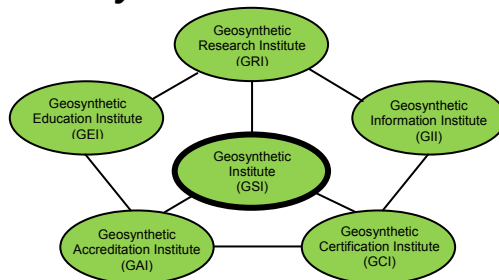 Geosynthetic
Research Institute
(GRI)
Geosynthetic
Education Institute
(GEI)
Geosynthetic
Information Institute
(GII)
Geosynthetic
Institute
(GSI)
Geosynthetic
Accreditation Institute
(GAI)
Geosynthetic
Certification Institute
(GCI)